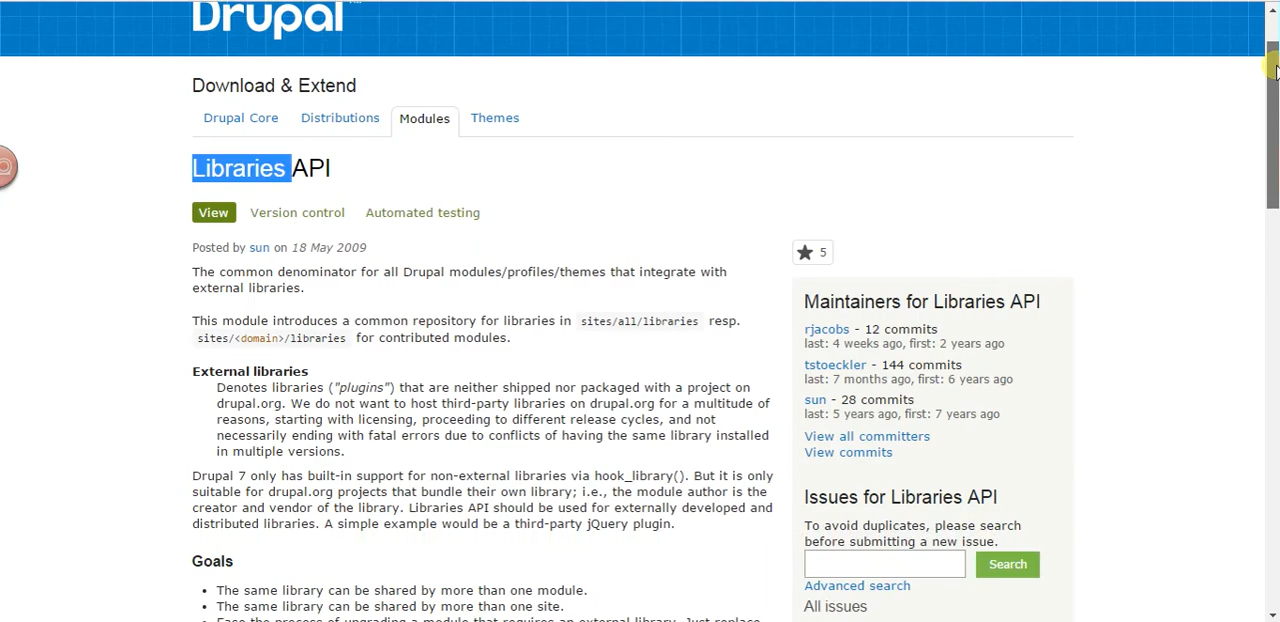 Drupal
Download & Extend
Drupal Core Distributions Modules Themes
Libraries API
View Version control Automated testing
Posted by sun on 18 May 2009
The common denominator for all Drupal modules/profiles/themes that integrate with
external libraries.
This module introduces a common repository for libraries in sites/all/libraries resp.
sites/<domain>/libraries for contributed modules.
External libraries
Denotes libraries ("plugins") that are neither shipped nor packaged with a project on
drupal.org. We do not want to host third-party libraries on drupal.org for a multitude of
reasons, starting with licensing, proceeding to different release cycles, and not
necessarily ending with fatal errors due to conflicts of having the same library installed
in multiple versions.
Drupal 7 only has built-in support for non-external libraries via hook_library(). But it is only
suitable for drupal.org projects that bundle their own library; i.e., the module author is the
creator and vendor of the library. Libraries API should be used for externally developed and
distributed libraries. A simple example would be a third-party jQuery plugin.
Goals
• The same library can be shared by more than one module.
• The same library can be shared by more than one site.
• Ease the process of upgrading a module that requires an external library. Just replace
5
Maintainers for Libraries API
rjacobs - 12 commits
last: 4 weeks ago, first: 2 years ago
tstoeckler - 144 commits
last: 7 months ago, first: 6 years ago
sun - 28 commits
last: 5 years ago, first: 7 years ago
View all committers
View commits
Issues for Libraries API
To avoid duplicates, please search
before submitting a new issue.
Search
Advanced search
All issues